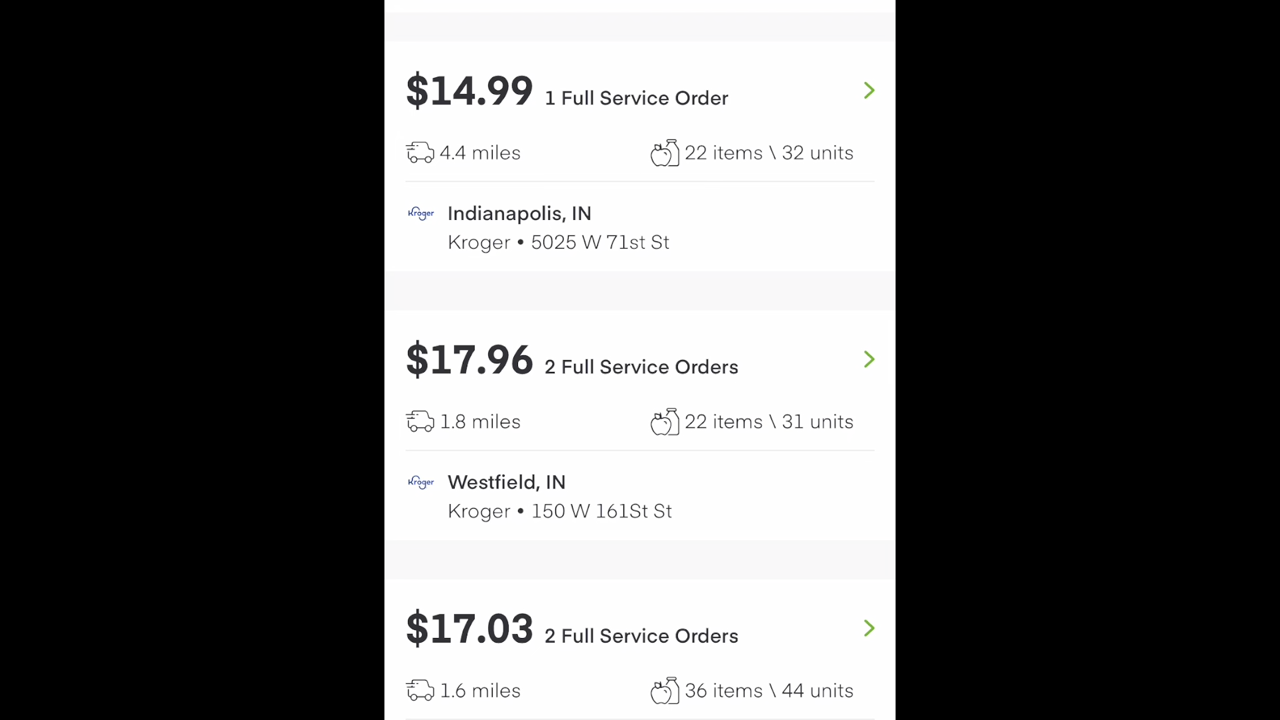 $14.99 1 Full Service Order
4.4 miles 22 items \ 32 units
Kroger Indianapolis, IN
Kroger • 5025 W 71st St
$17.96 2 Full Service Orders
1.8 miles 22 items \ 31 units
Kroger Westfield, IN
Kroger • 150 W 161St St
$17.03 2 Full Service Orders
1.6 miles 36 items \ 44 units